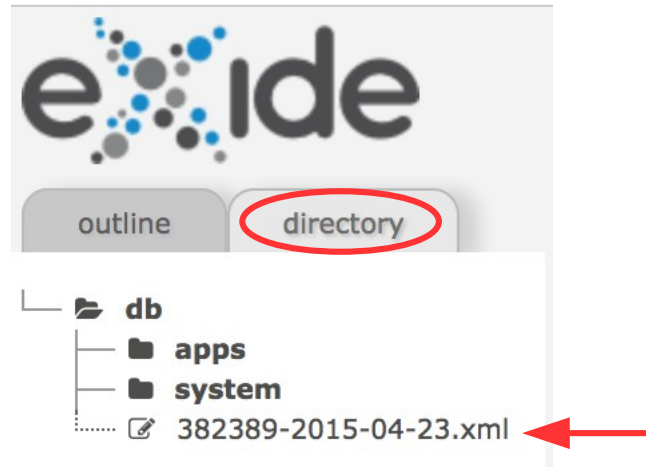 eXide
outline directory
db
apps
system
382389-2015-04-23.xml